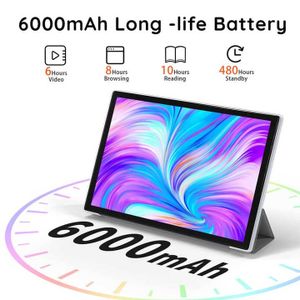 6000mAh Long -life Battery
6Hours
Video
8Hours
Browsing
10Hours
Reading
480Hours
Standby
6000mAh